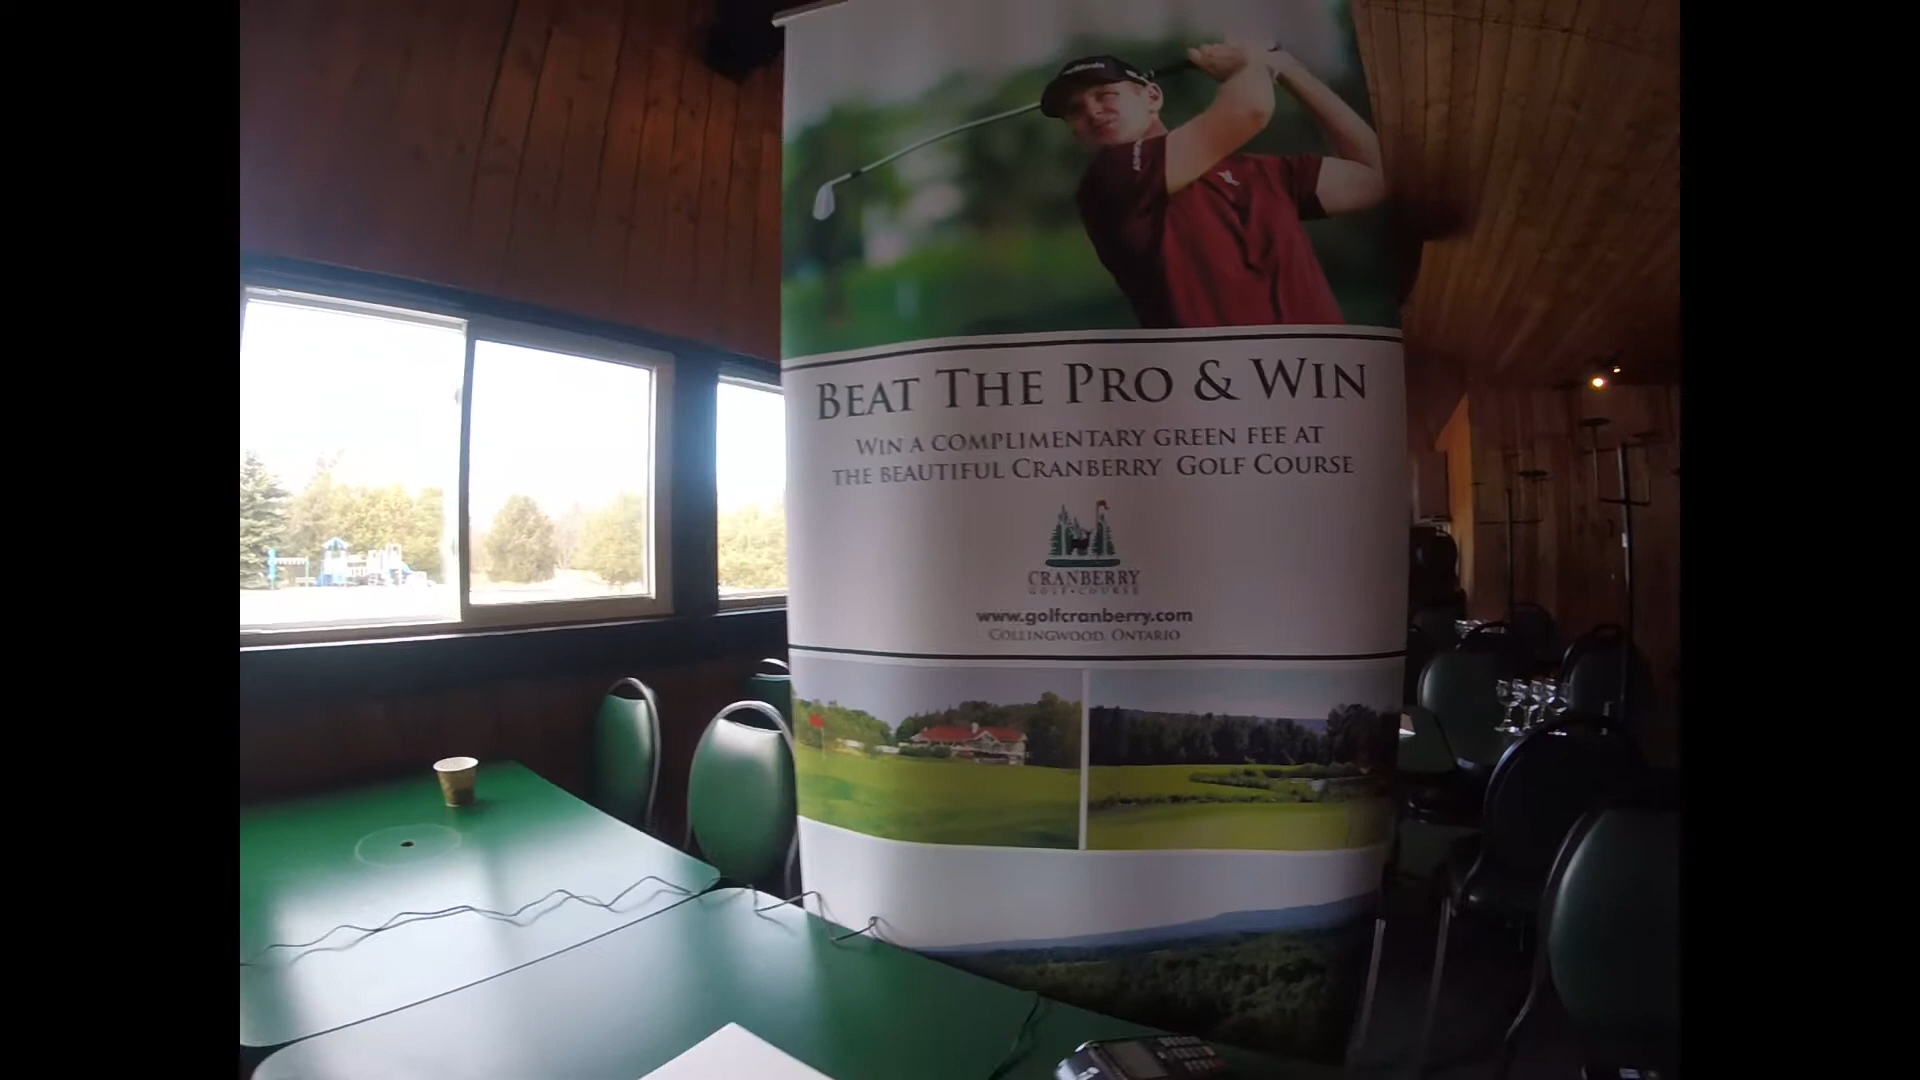 BEAT THE PRO & WIN
WIN A COMPLIMENTARY GREEN FEE AT
THE BEAUTIFUL CRANBERRY GOLF COURSE
CRANBERRY
GOLF•COURSE
www.golfcranberry.com
COLLINGWOOD, ONTARIO